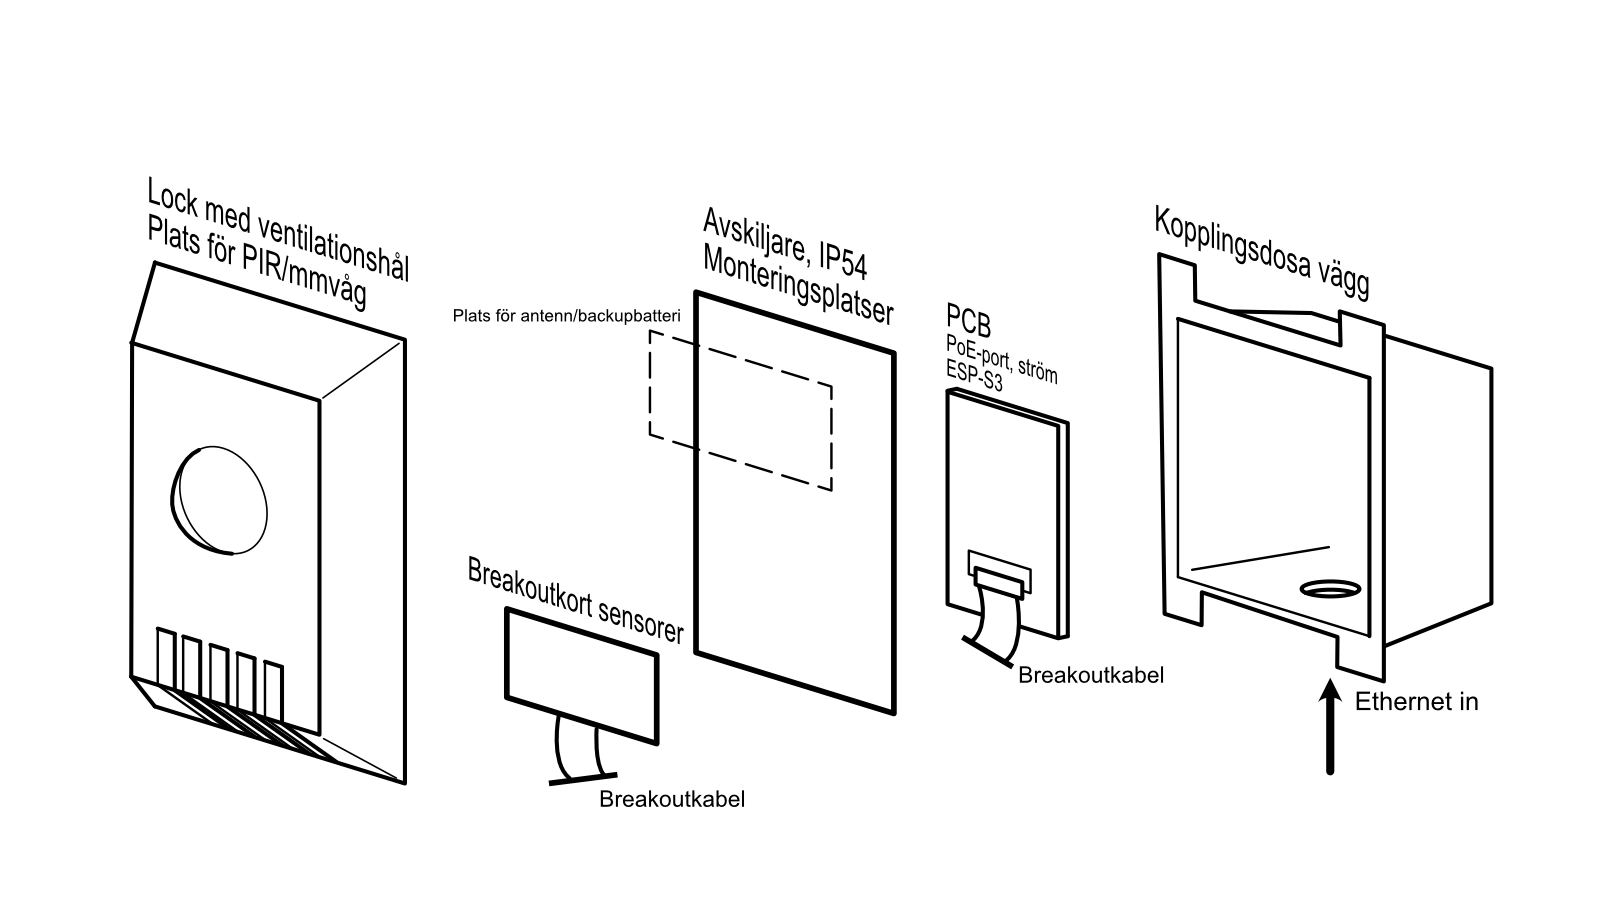 Lock med ventilationshål
Plats för PIR/mmvåg
Plats för antenn/backupbatteri
Breakoutkort sensorer
Breakoutkabel
Avskiljare, IP54
Monteringsplatser
PCB
PoE-port, ström
ESP-S3
Breakoutkabel
Kopplingsdosa vägg
Ethernet in